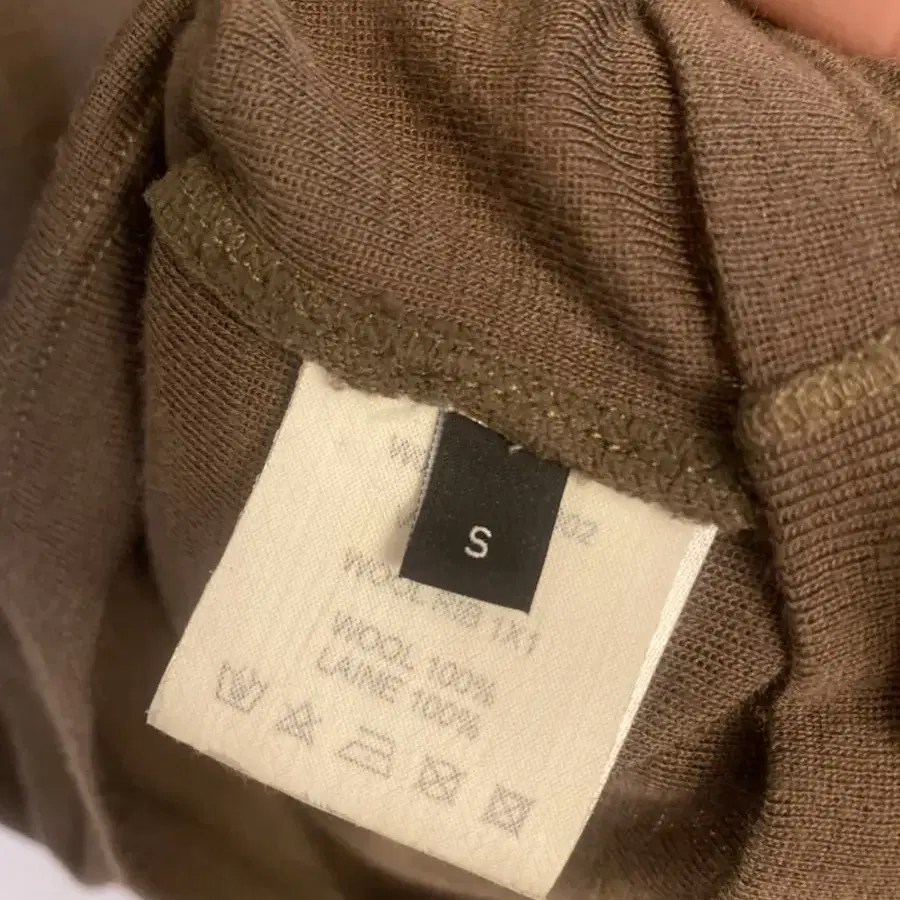 S
WOOL RIB 1X1
WOOL 100%
LAINE 100%